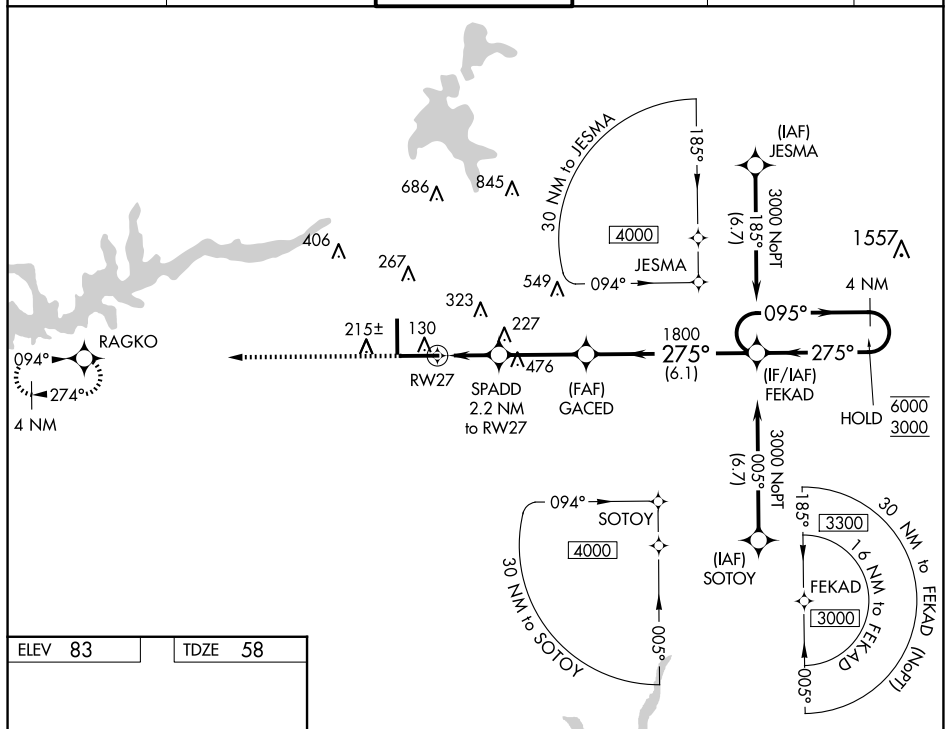 (IAF)
JESMA
30 NM to JESMA
185°
3000 NoPT
185°
(6.7)
686
845
4000
1557
406
JESMA
267
549
094°
4 NM
323
095°
215±
130
227
1800
RAGKO
094°
275°
275°
476
(6.1)
RW27
(IF/IAF)
FEKAD
274°
SPADD
2.2 NM
to RW27
(FAF)
GACED
4 NM
HOLD
6000
3000
3000 NoPT
005°
(6.7)
094°
SOTOY
185°
30 NM to FEKAD (NoPT)
3300
4000
(IAF)
SOTOY
16 NM to FEKAD
FEKAD
30 NM to SOTOY
3000
005°
005°
ELEV 83
TDZE 58